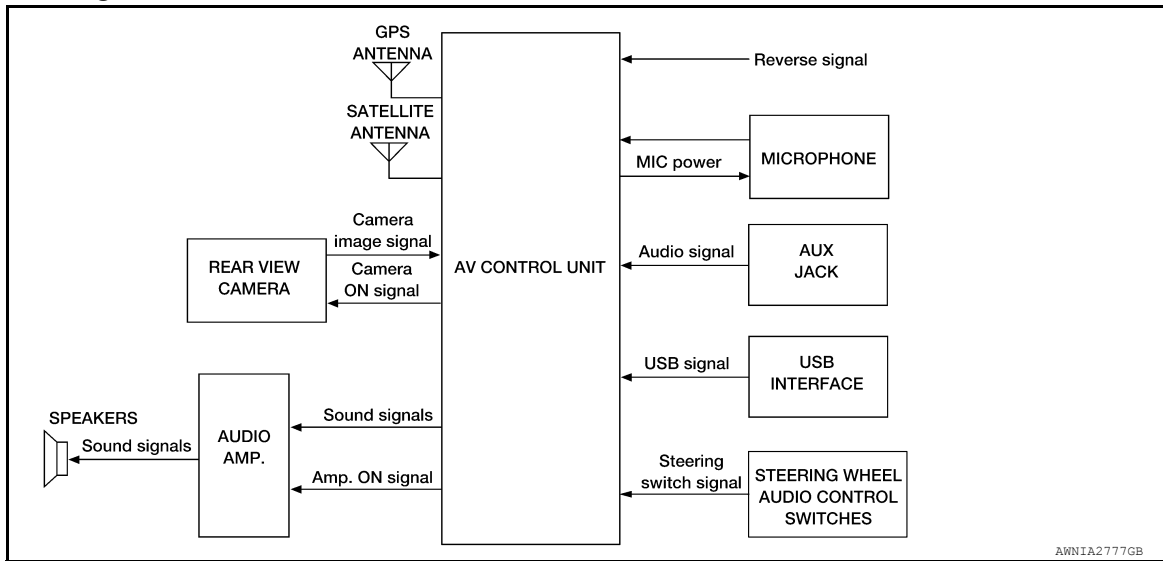 GPS
ANTENNA
SATELLITE
ANTENNA
Camera
image signal
REAR VIEW
CAMERA
Camera
ON signal
SPEAKERS
Sound signals
AUDIO
AMP.
Sound signals
Amp. ON signal
AV CONTROL UNIT
Reverse signal
MIC power
MICROPHONE
Audio signal
AUX
JACK
USB signal
USB
INTERFACE
Steering
switch signal
STEERING WHEEL
AUDIO CONTROL
SWITCHES
AWNIA2777GB